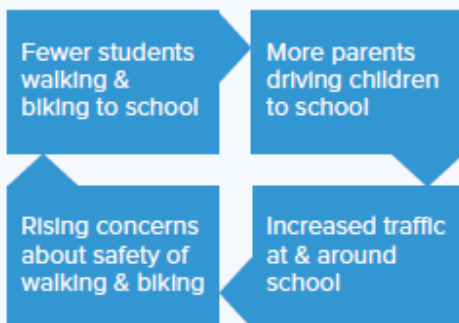 Fewer students
walking &
biking to school
More parents
driving children
to school
Increased traffic
at & around
school
Rising concerns
about safety of
walking & biking